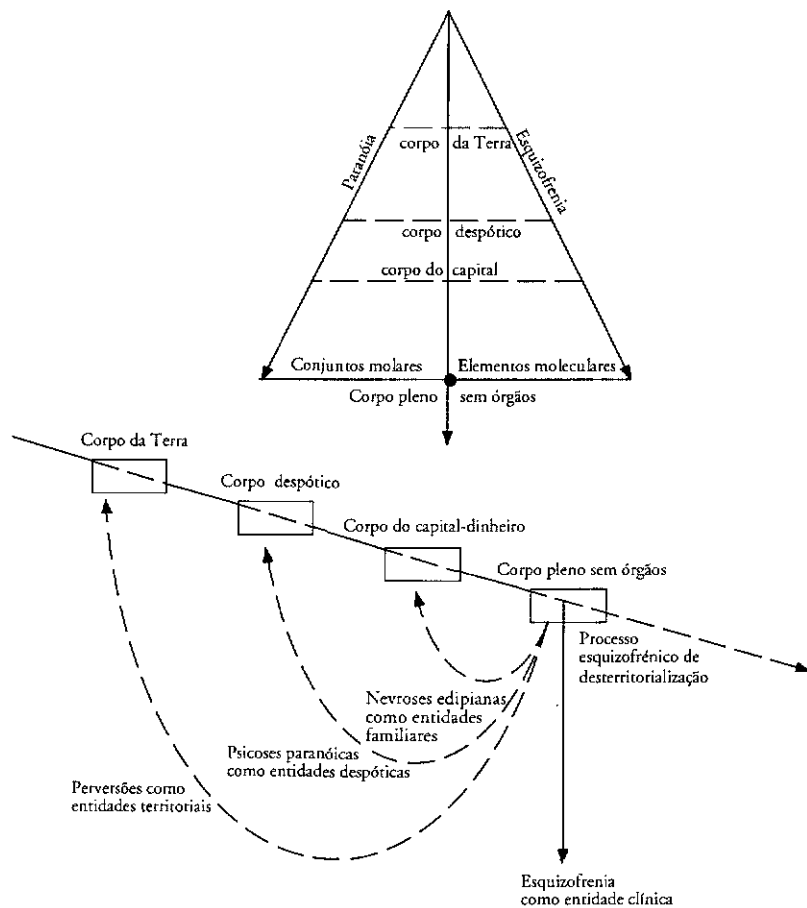 Paranóia
Esquizofrenia
corpo da Terra
corpo despótico
corpo do capital
Conjuntos molares Elementos moleculares
Corpo pleno sem órgãos
Corpo da Terra
Corpo despótico
Corpo do capital-dinheiro
Corpo pleno sem órgãos
Processo
esquizofrénico de
desterritorialização
Nevroses edipianas
como entidades
familiares
Psicoses paranóicas
como entidades despóticas
Perversões como
entidades territoriais
Esquizofrenia
como entidade clínica